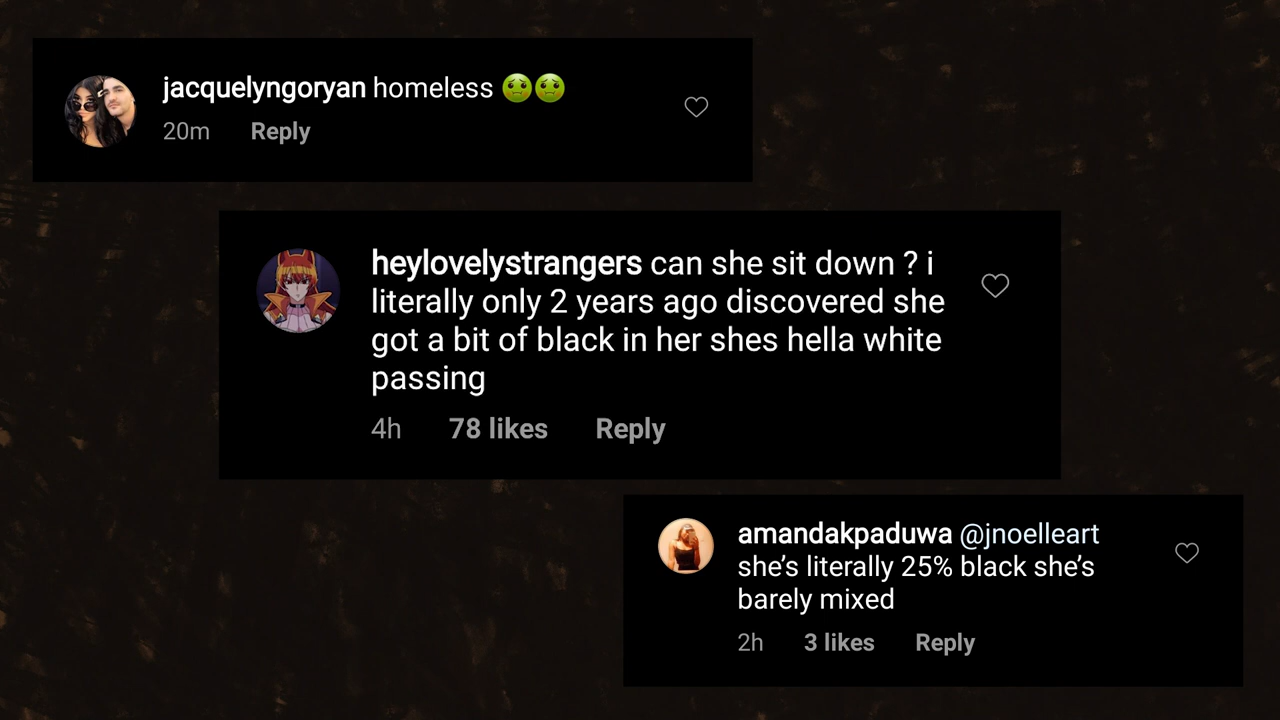 jacquelyngoryan homeless 🤢🤢
20m Reply
heylovelystrangers can she sit down ? i
literally only 2 years ago discovered she
got a bit of black in her shes hella white
passing
4h 78 likes Reply
amandakpaduwa @jnoelleart
she’s literally 25% black she’s
barely mixed
2h 3 likes Reply